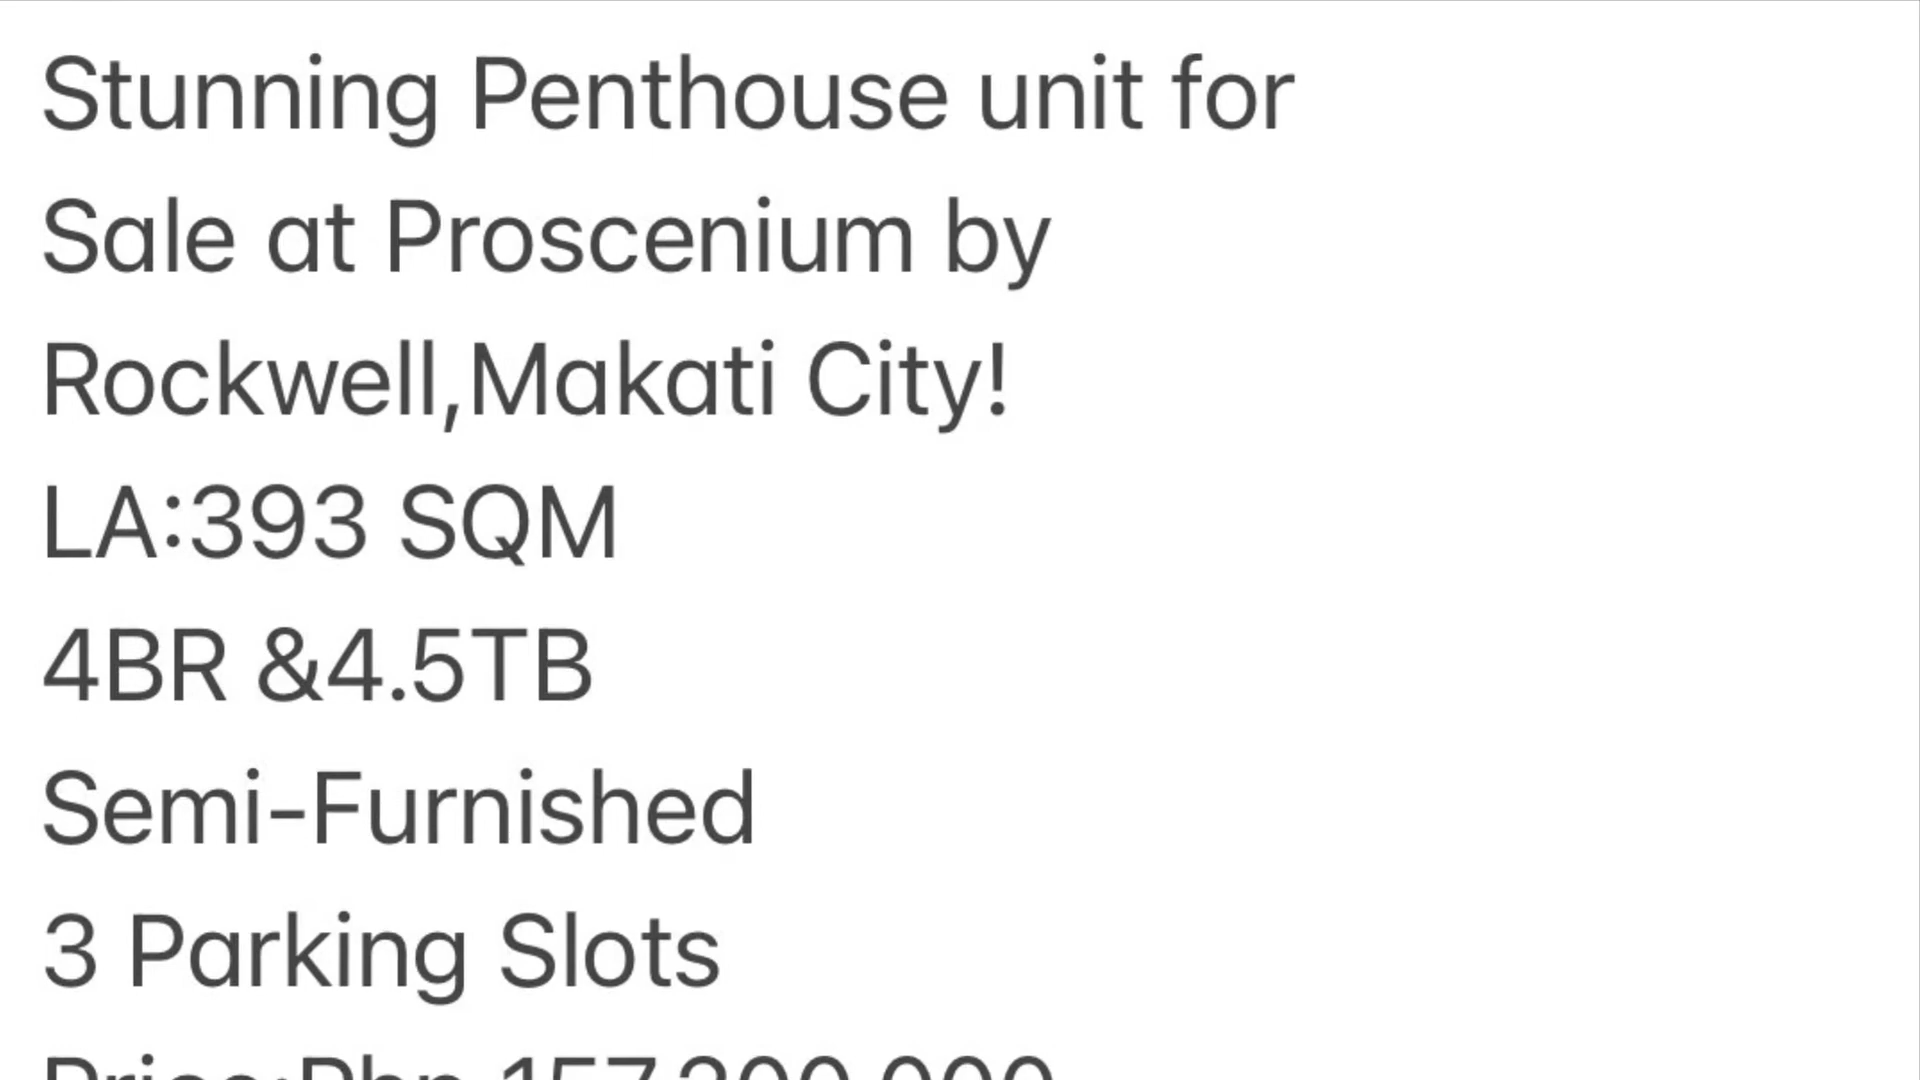 Stunning Penthouse unit for
Sale at Proscenium by
Rockwell,Makati City!
LA:393 SQM
4BR &4.5TB
Semi-Furnished
3 Parking Slots